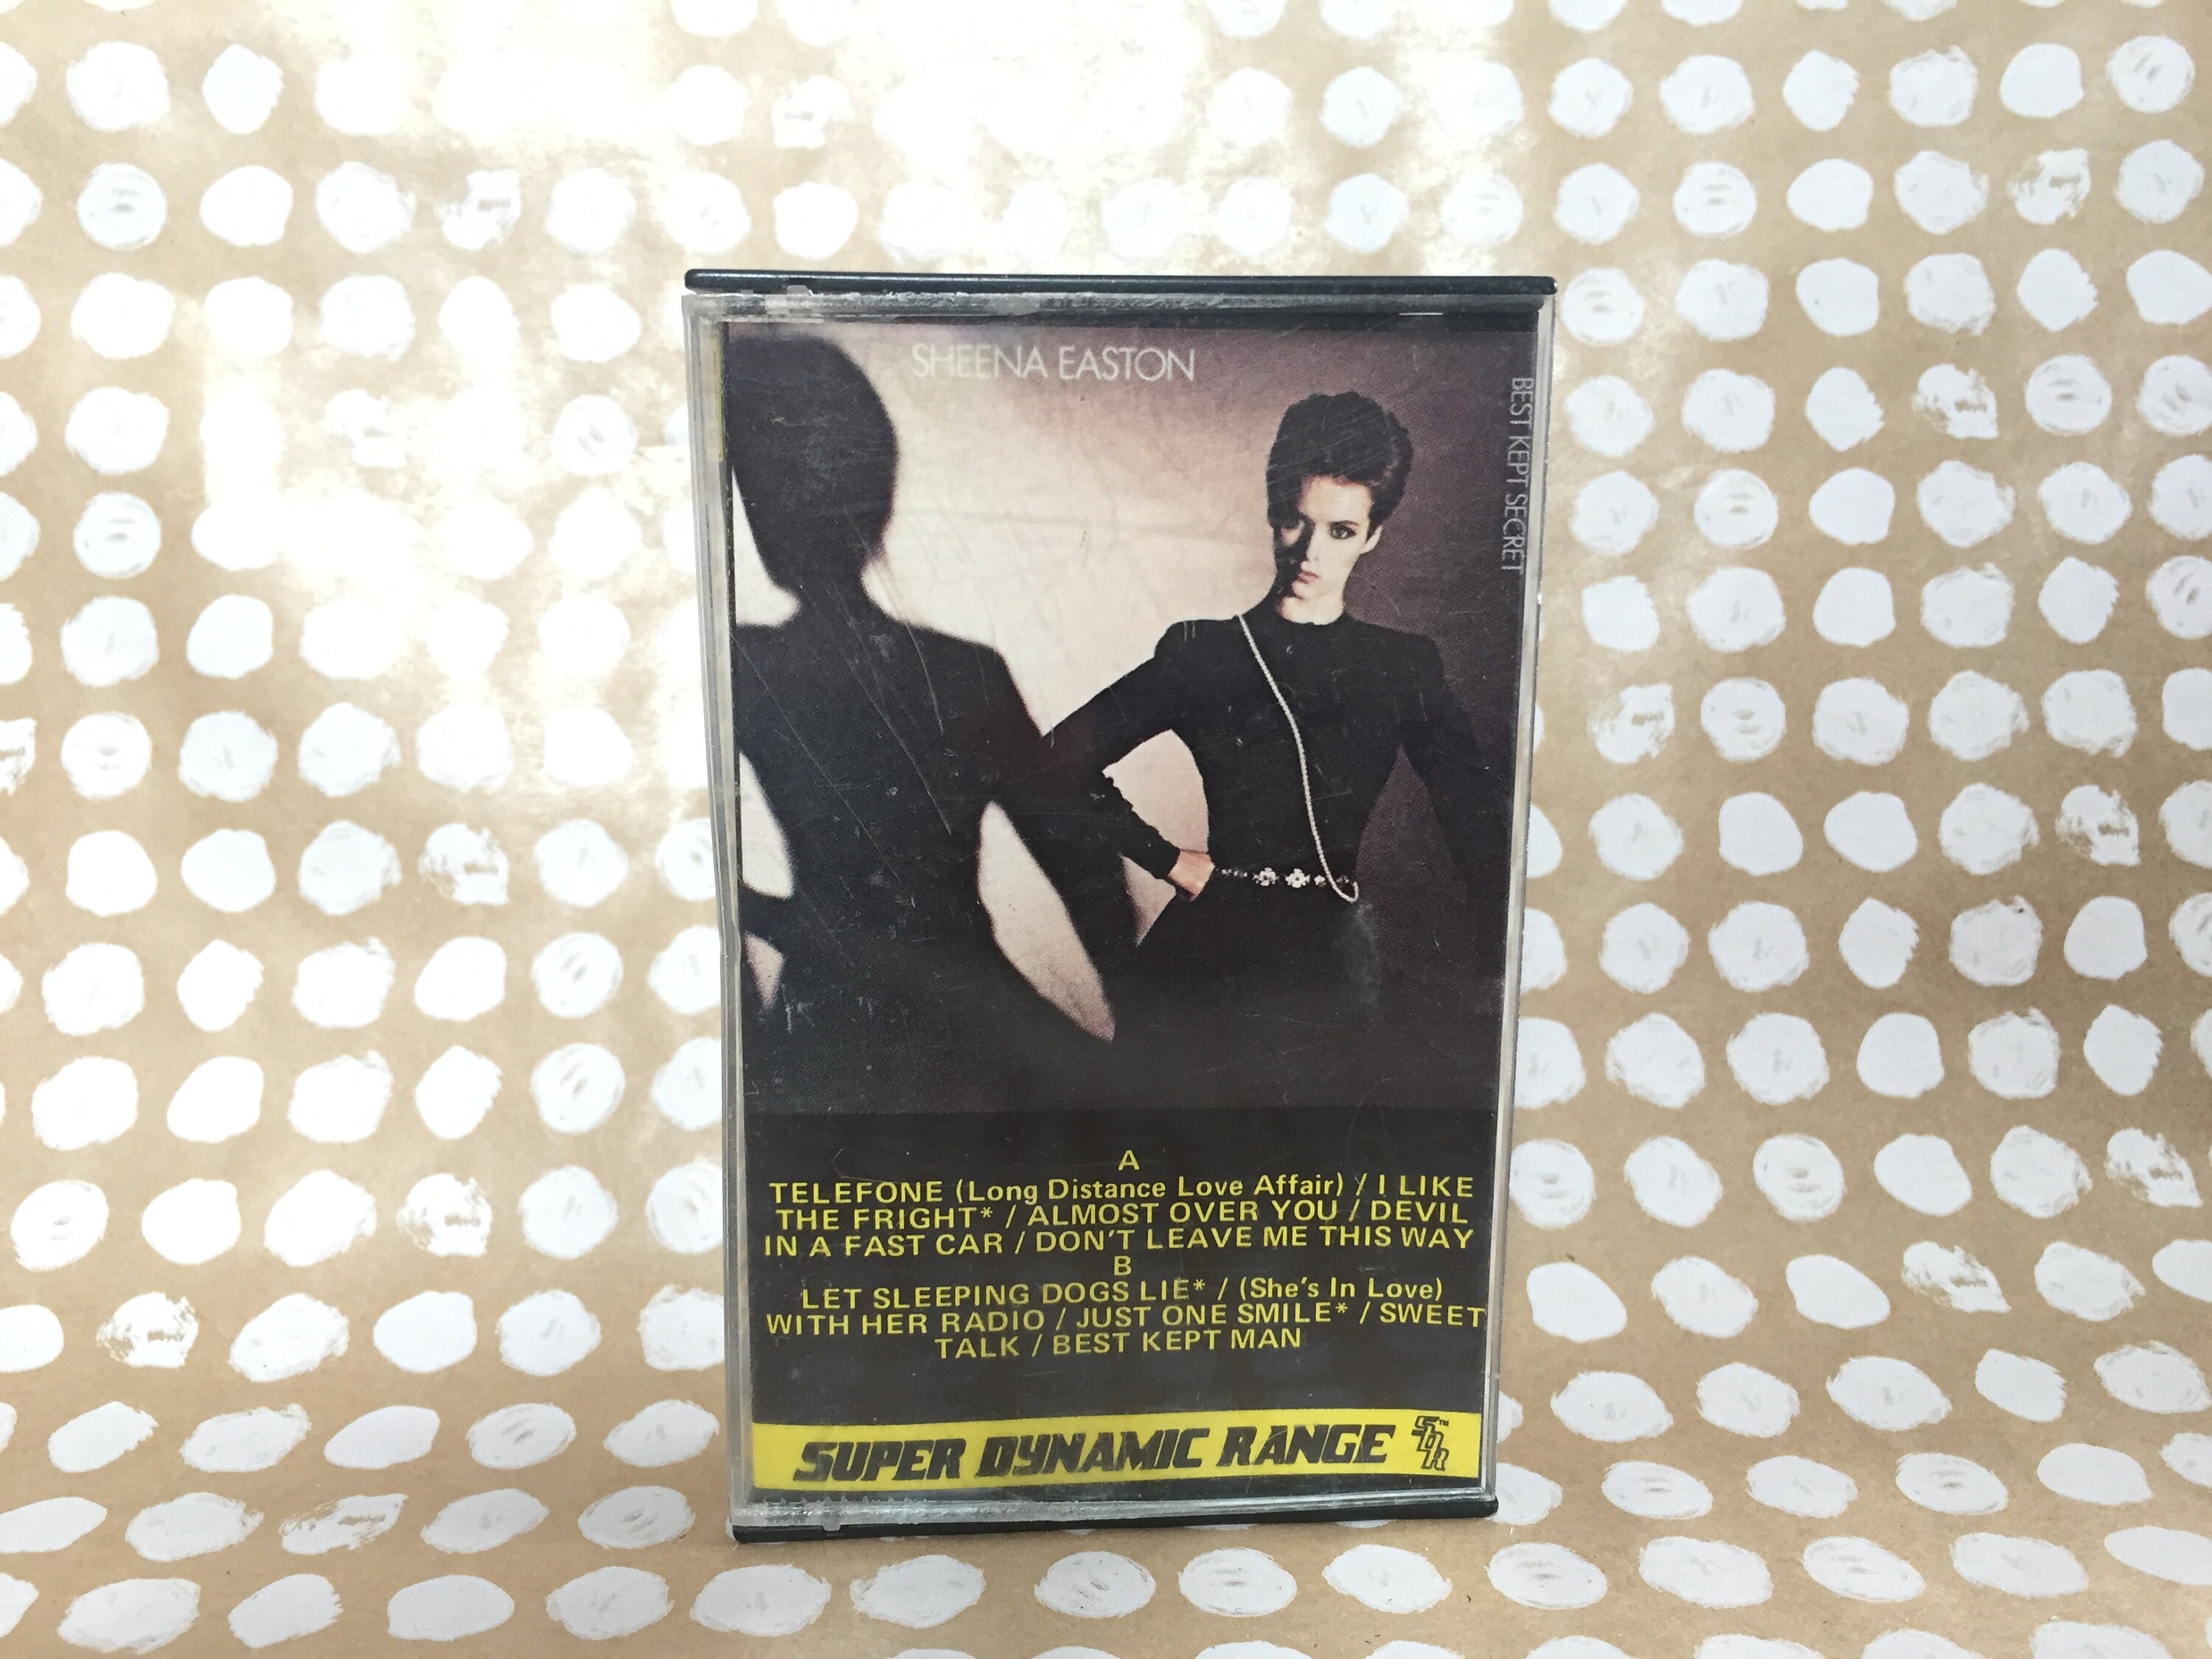 SHEENA EASTON
BEST KEPT SECRET
A
TELEFONE (Long Distance Love Affair) / I LIKE
THE FRIGHT* / ALMOST OVER YOU / DEVIL
IN A FAST CAR / DON'T LEAVE ME THIS WAY
B
LET SLEEPING DOGS LIE* / (She's In Love)
WITH HER RADIO / JUST ONE SMILE* / SWEET
TALK / BEST KEPT MAN
SUPER DYNAMIC RANGE SDR™